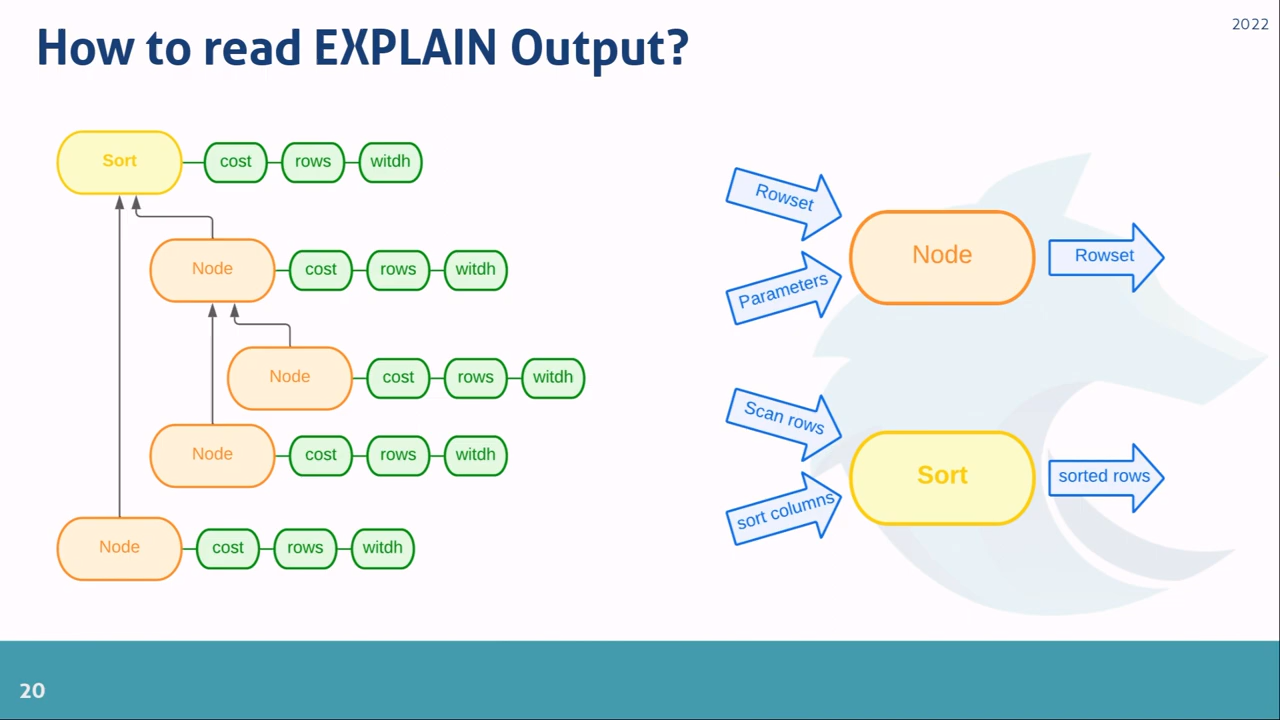 How to read EXPLAIN Output?
2022
Sort cost rows witdh
Node cost rows witdh
Node cost rows witdh
Node cost rows witdh
Node cost rows witdh
Rowset
Parameters
Node
Rowset
Scan rows
sort columns
Sort
sorted rows
20